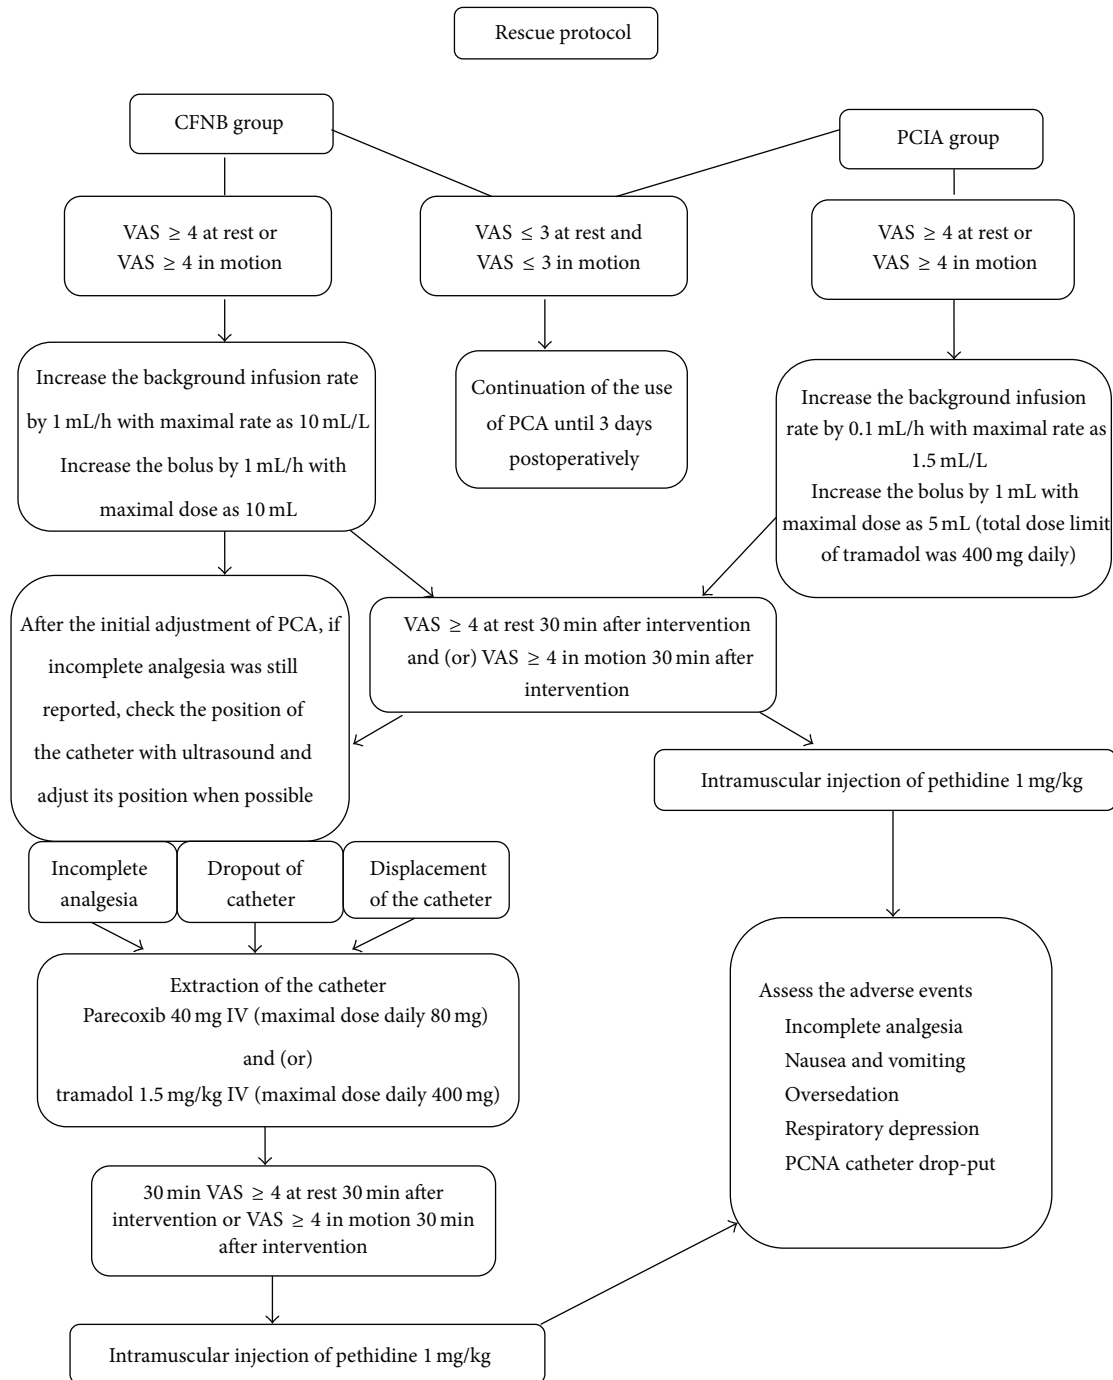 Rescue protocol
CFNB group
PCIA group
VAS ≥ 4 at rest or
VAS ≥ 4 in motion
VAS ≤ 3 at rest and
VAS ≤ 3 in motion
VAS ≥ 4 at rest or
VAS ≥ 4 in motion
Increase the background infusion rate
by 1 mL/h with maximal rate as 10 mL/L
Increase the bolus by 1 mL/h with
maximal dose as 10 mL
Continuation of the use
of PCA until 3 days
postoperatively
Increase the background infusion
rate by 0.1 mL/h with maximal rate as
1.5 mL/L
Increase the bolus by 1 mL with
maximal dose as 5 mL (total dose limit
of tramadol was 400 mg daily)
After the initial adjustment of PCA, if
incomplete analgesia was still
reported, check the position of
the catheter with ultrasound and
adjust its position when possible
VAS ≥ 4 at rest 30 min after intervention
and (or) VAS ≥ 4 in motion 30 min after
intervention
Intramuscular injection of pethidine 1 mg/kg
Incomplete
analgesia
Dropout of
catheter
Displacement
of the catheter
Extraction of the catheter
Parecoxib 40 mg IV (maximal dose daily 80 mg)
and (or)
tramadol 1.5 mg/kg IV (maximal dose daily 400 mg)
Assess the adverse events
Incomplete analgesia
Nausea and vomiting
Oversedation
Respiratory depression
PCNA catheter drop-put
30 min VAS ≥ 4 at rest 30 min after
intervention or VAS ≥ 4 in motion 30 min
after intervention
Intramuscular injection of pethidine 1 mg/kg